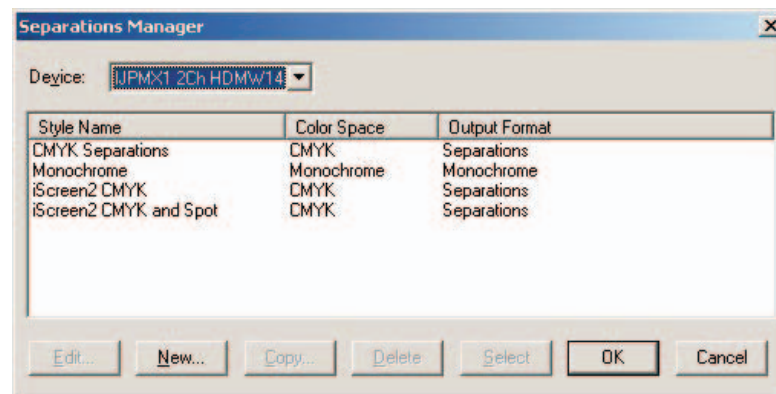 Separations Manager
Device: IJPMX1 2Ch HDMW14
Style Name Color Space Output Format
CMYK Separations CMYK Separations
Monochrome Monochrome Monochrome
iScreen2 CMYK CMYK Separations
iScreen2 CMYK and Spot CMYK Separations
Edit... New... Copy... Delete Select OK Cancel